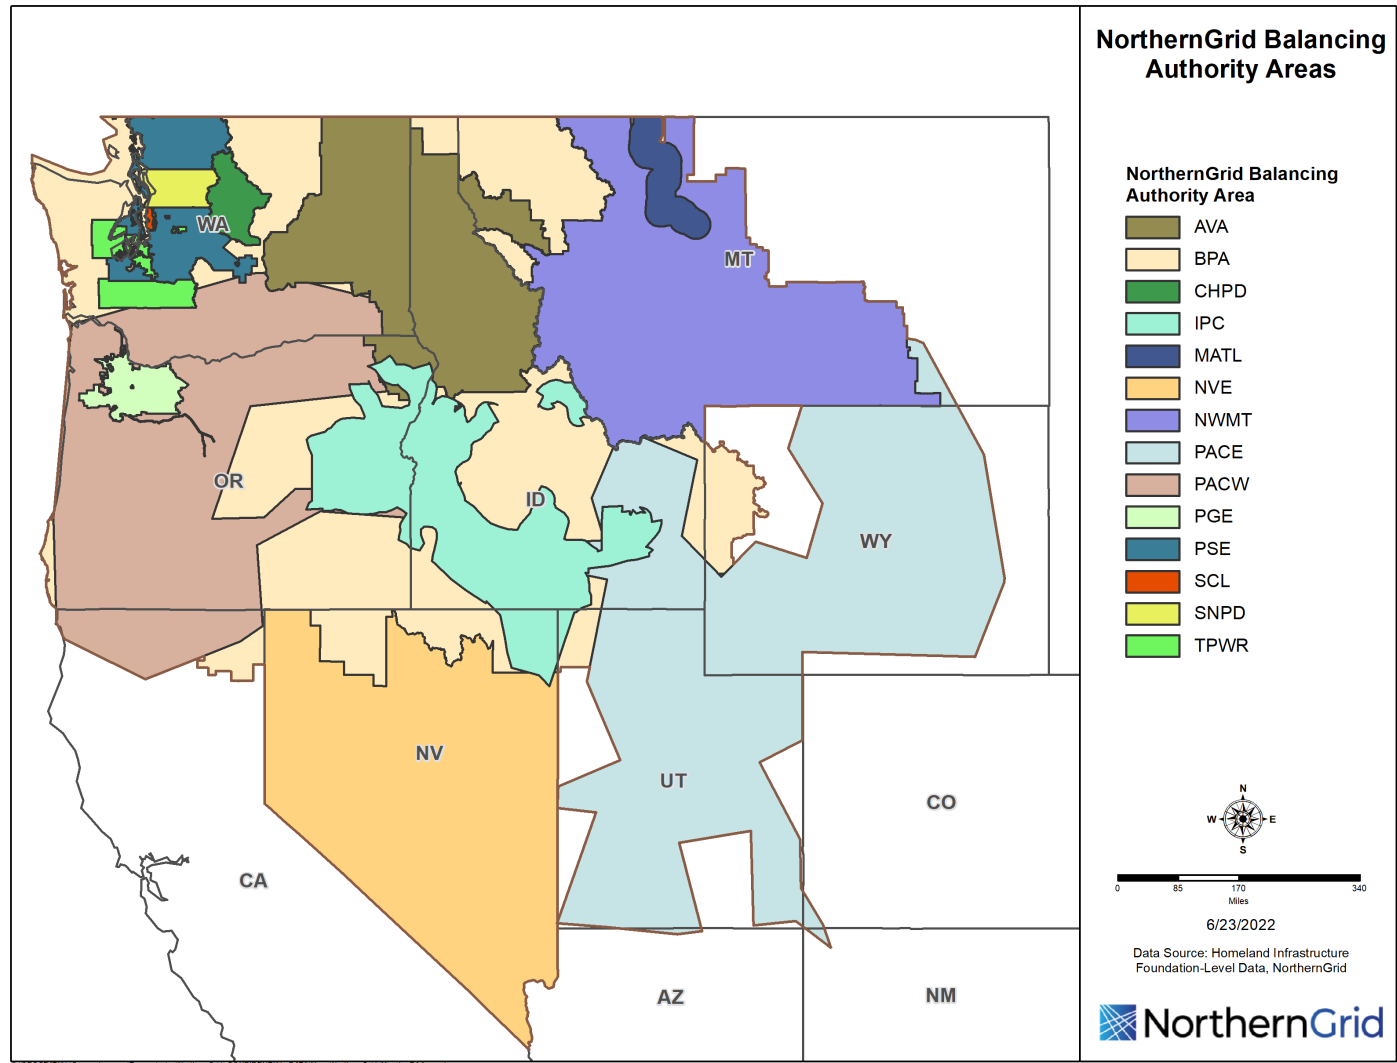 NorthernGrid Balancing
Authority Areas
NorthernGrid Balancing
Authority Area
AVA
BPA
CHPD
IPC
MATL
NVE
NWMT
PACE
PACW
PGE
PSE
SCL
SNPD
TPWR
WA
MT
OR
ID
WY
NV
UT
CO
CA
AZ
NM
N
W
E
S
0 85 170 340
Miles
6/23/2022
Data Source: Homeland Infrastructure
Foundation-Level Data, NorthernGrid
NorthernGrid